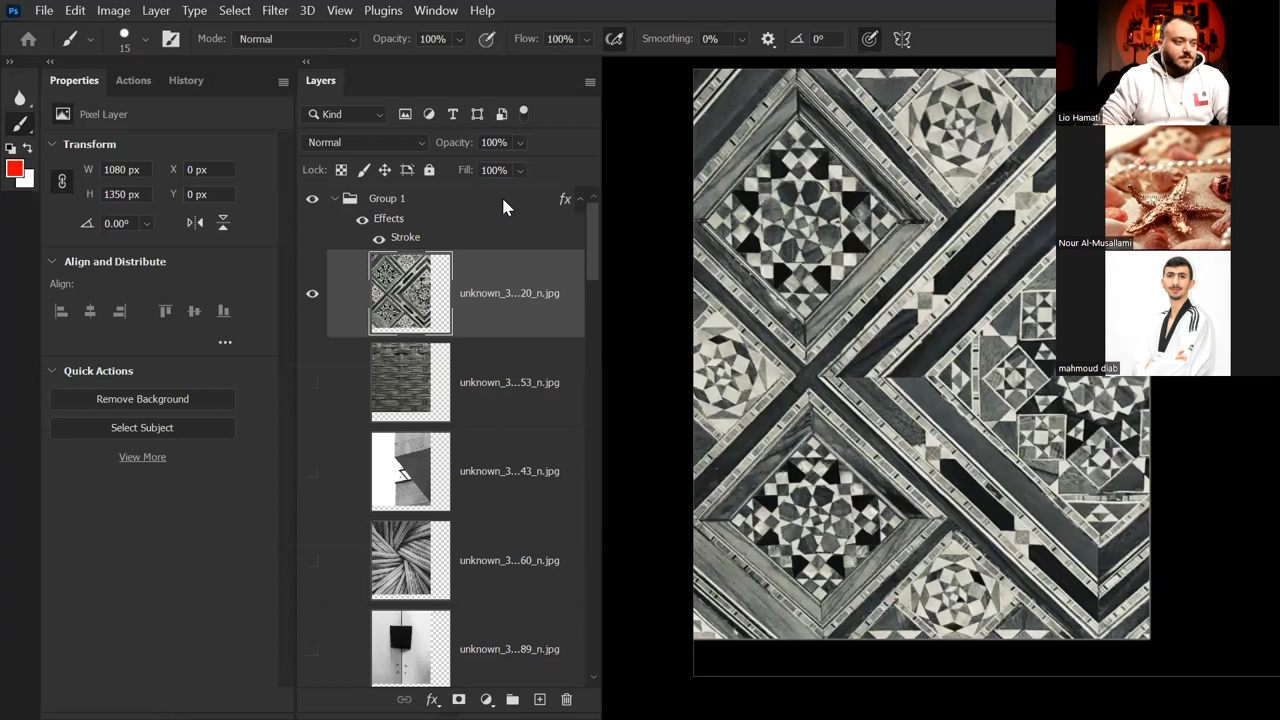 Ps File Edit Image Layer Type Select Filter 3D View Plugins Window Help
15 Mode: Normal Opacity: 100% Flow: 100% Smoothing: 0% 0°
Properties Actions History
Pixel Layer
Transform
W 1080 px X 0 px
H 1350 px Y 0 px
0.00°
Align and Distribute
Align:
Quick Actions
Remove Background
Select Subject
View More
Layers
Kind
Normal Opacity: 100%
Lock: Fill: 100%
Group 1 fx
Effects
Stroke
unknown_3...20_n.jpg
unknown_3...53_n.jpg
unknown_3...43_n.jpg
unknown_3...60_n.jpg
unknown_3...89_n.jpg
fx
Lio Hamati
Nour Al-Musallami
mahmoud diab